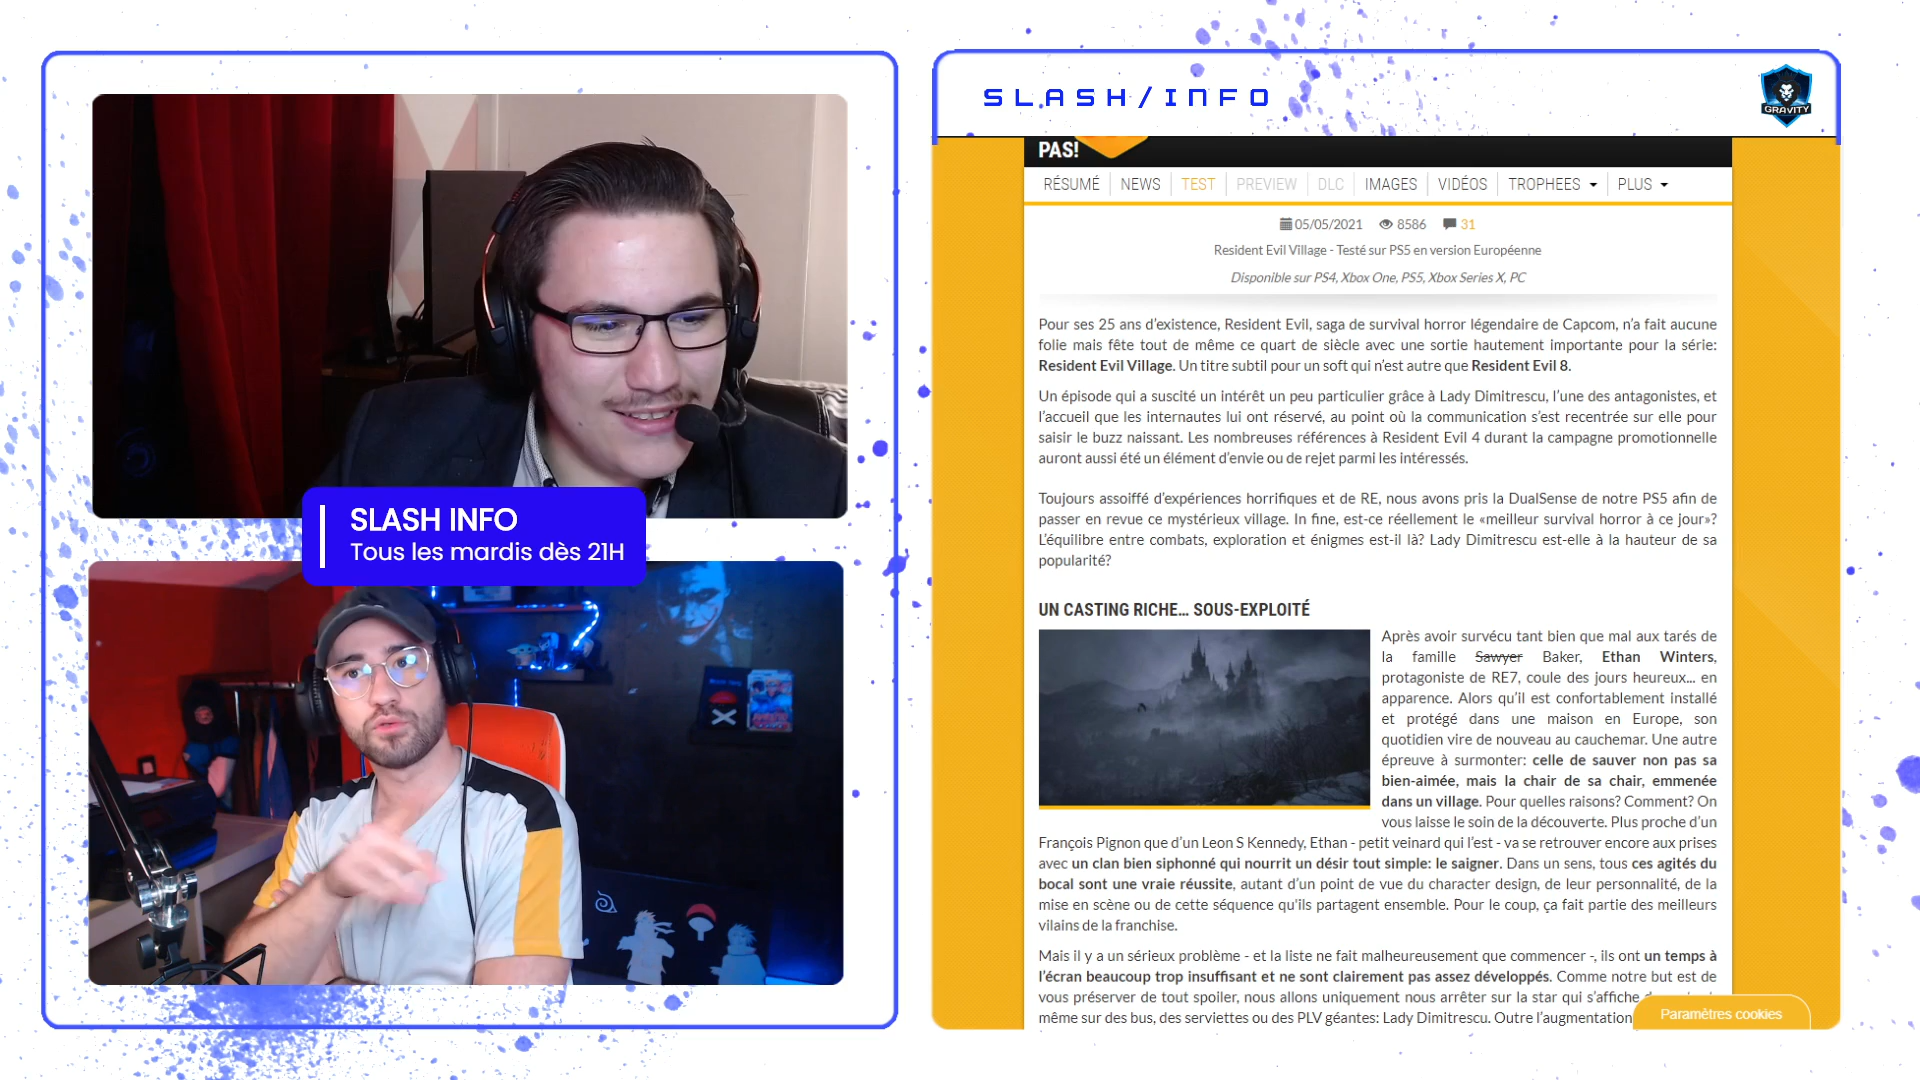 SLASH INFO
Tous les mardis dès 21H
SLASH/INFO
GRAVITY
PAS!
RÉSUMÉ NEWS TEST PREVIEW DLC IMAGES VIDÉOS TROPHEES PLUS
05/05/2021 8586 31
Resident Evil Village - Testé sur PS5 en version Européenne
Disponible sur PS4, Xbox One, PS5, Xbox Series X, PC
Pour ses 25 ans d’existence, Resident Evil, saga de survival horror légendaire de Capcom, n’a fait aucune
folie mais fête tout de même ce quart de siècle avec une sortie hautement importante pour la série:
Resident Evil Village. Un titre subtil pour un soft qui n’est autre que Resident Evil 8.
Un épisode qui a suscité un intérêt un peu particulier grâce à Lady Dimitrescu, l’une des antagonistes, et
l’accueil que les internautes lui ont réservé, au point où la communication s’est recentrée sur elle pour
saisir le buzz naissant. Les nombreuses références à Resident Evil 4 durant la campagne promotionnelle
auront aussi été un élément d’envie ou de rejet parmi les intéressés.
Toujours assoiffé d’expériences horrifiques et de RE, nous avons pris la DualSense de notre PS5 afin de
passer en revue ce mystérieux village. In fine, est-ce réellement le «meilleur survival horror à ce jour»?
L’équilibre entre combats, exploration et énigmes est-il là? Lady Dimitrescu est-elle à la hauteur de sa
popularité?
UN CASTING RICHE... SOUS-EXPLOITÉ
Après avoir survécu tant bien que mal aux tarés de
la famille Sawyer Baker, Ethan Winters,
protagoniste de RE7, coule des jours heureux... en
apparence. Alors qu’il est confortablement installé
et protégé dans une maison en Europe, son
quotidien vire de nouveau au cauchemar. Une autre
épreuve à surmonter: celle de sauver non pas sa
bien-aimée, mais la chair de sa chair, emmenée
dans un village. Pour quelles raisons? Comment? On
vous laisse le soin de la découverte. Plus proche d’un
François Pignon que d’un Leon S Kennedy, Ethan - petit veinard qui l’est - va se retrouver encore aux prises
avec un clan bien siphonné qui nourrit un désir tout simple: le saigner. Dans un sens, tous ces agités du
bocal sont une vraie réussite, autant d’un point de vue du character design, de leur personnalité, de la
mise en scène ou de cette séquence qu'ils partagent ensemble. Pour le coup, ça fait partie des meilleurs
vilains de la franchise.
Mais il y a un sérieux problème - et la liste ne fait malheureusement que commencer -, ils ont un temps à
l’écran beaucoup trop insuffisant et ne sont clairement pas assez développés. Comme notre but est de
vous préserver de tout spoiler, nous allons uniquement nous arrêter sur la star qui s’affiche
même sur des bus, des serviettes ou des PLV géantes: Lady Dimitrescu. Outre l’augmentation
Paramètres cookies